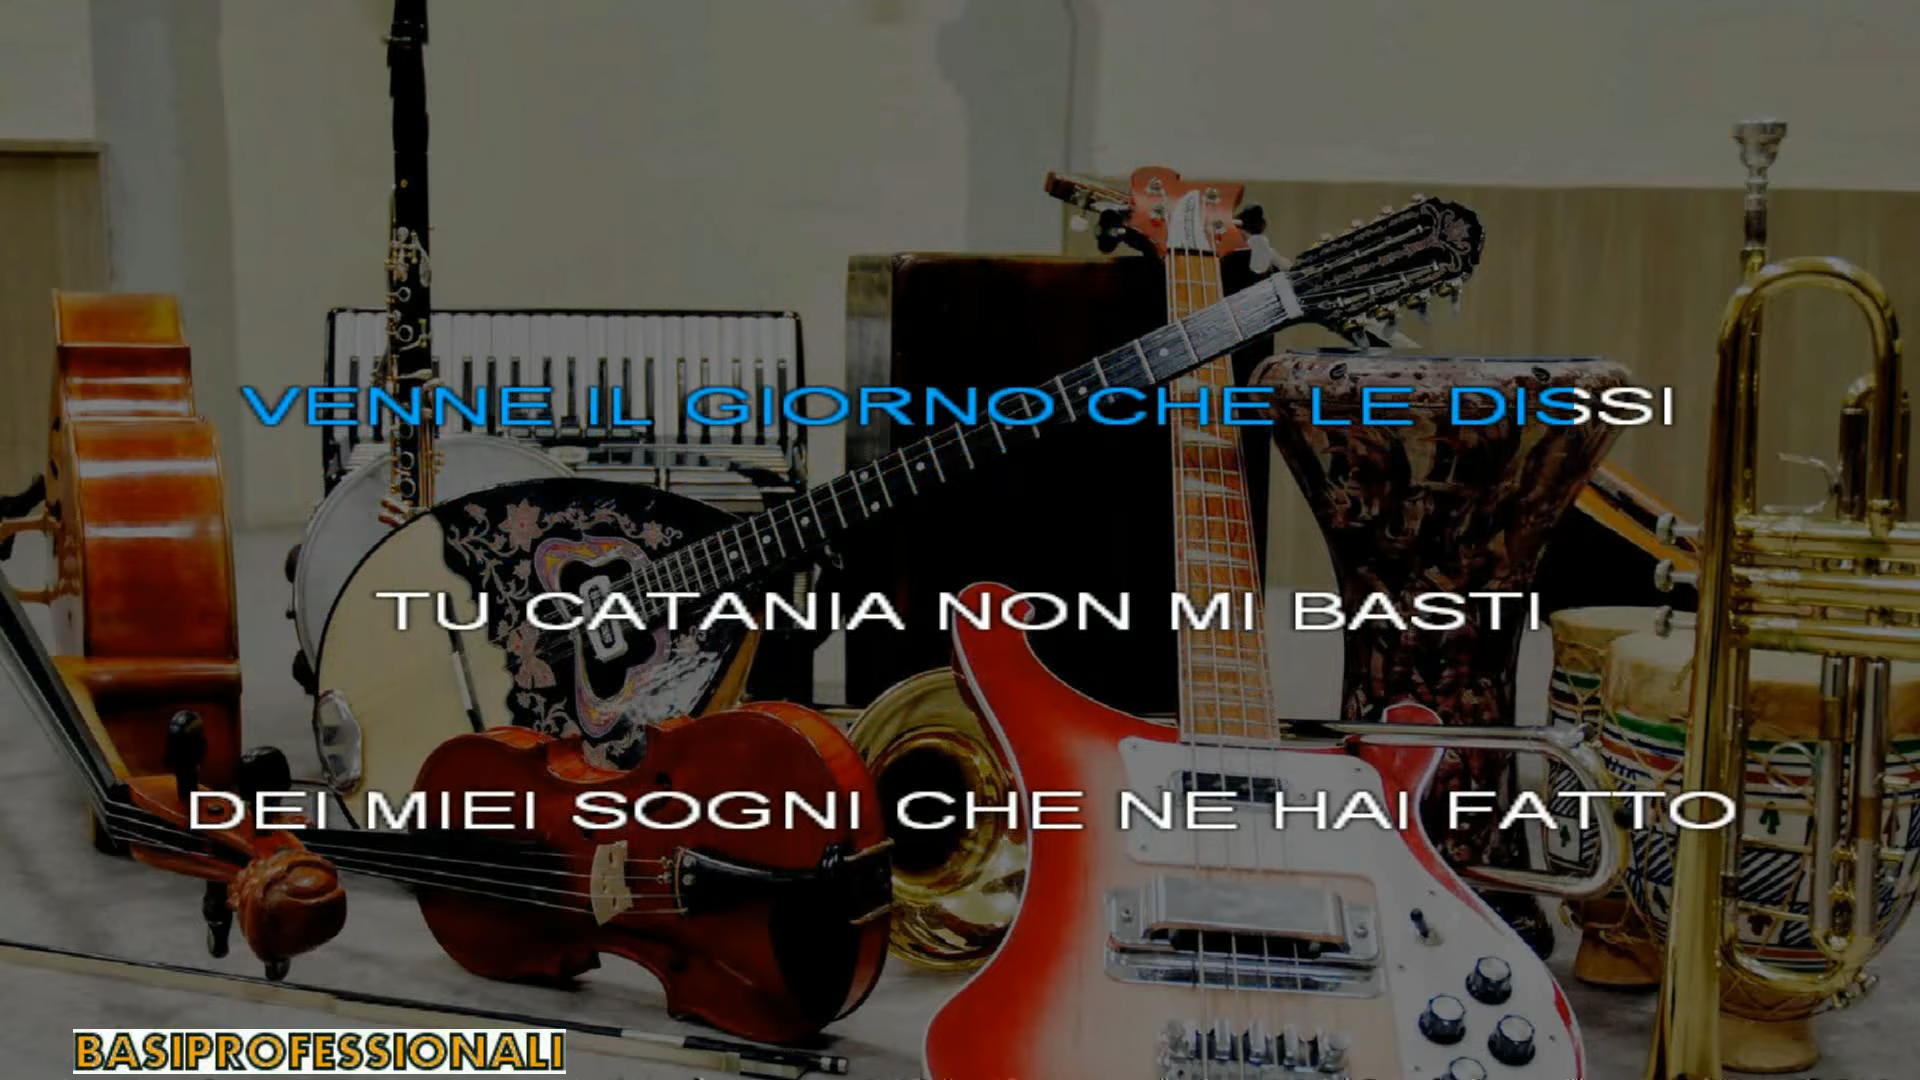 VENNE IL GIORNO CHE LE DISSI
TU CATANIA NON MI BASTI
DEI MIEI SOGNI CHE NE HAI FATTO
BASIPROFESSIONALI